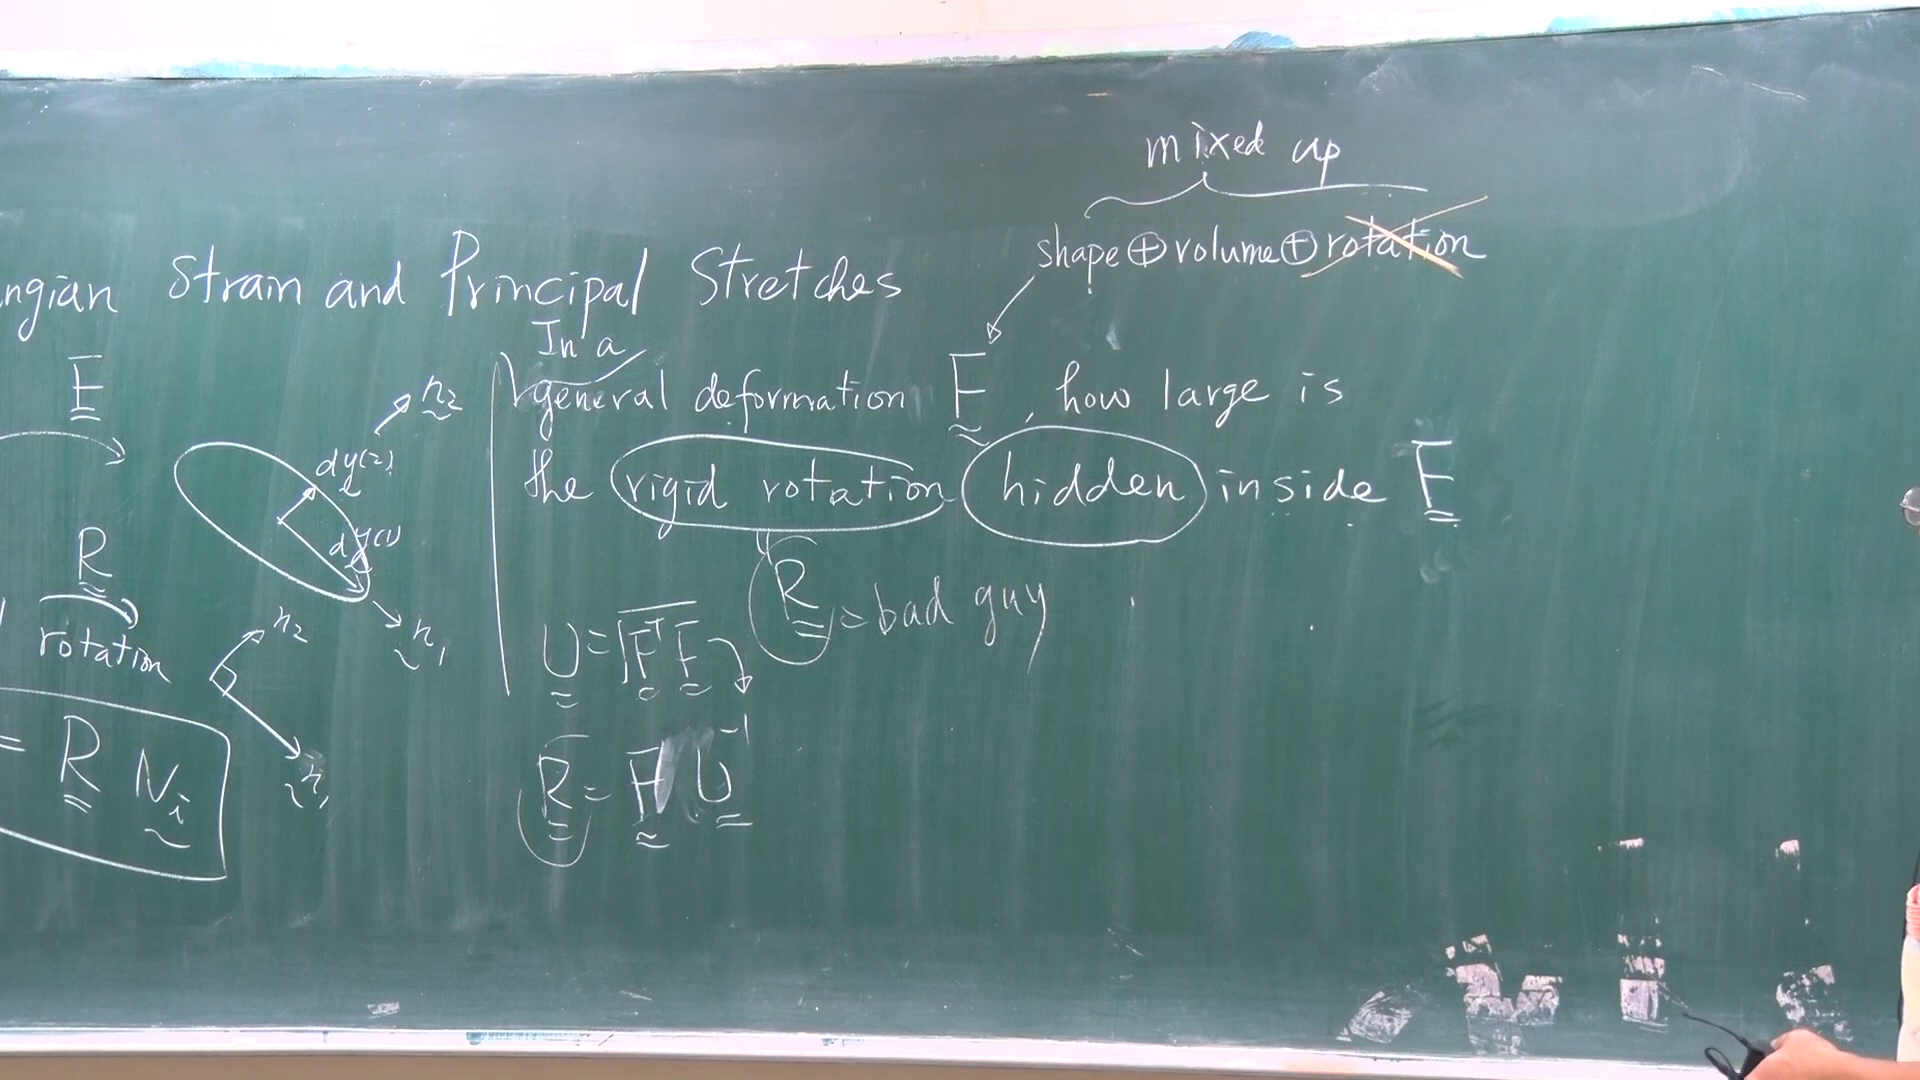 mixed up
shape ⊕ volume ⊕ rotation
ngian Strain and Principal Stretches
In a
general deformation F, how large is
the rigid rotation hidden inside F
R = bad guy
U = √FᵀF
R = F U⁻¹
F
n₂
dy(2)
dy(1)
n₁
R
rotation
n₂
n₁
= R Nᵢ